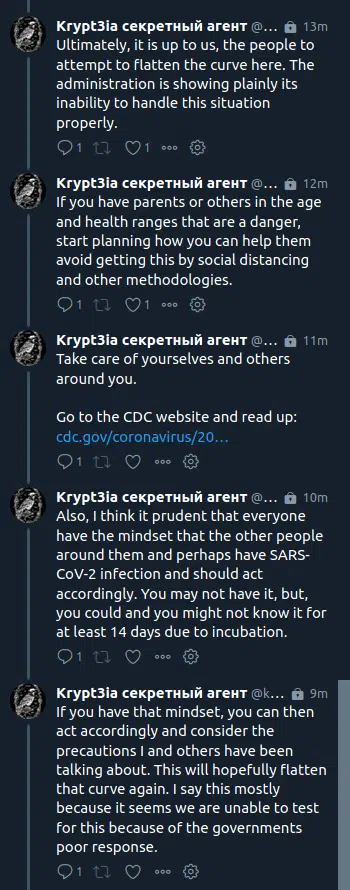 Krypt3ia секретный агент @... 13m
Ultimately, it is up to us, the people to
attempt to flatten the curve here. The
administration is showing plainly its
inability to handle this situation
properly.
1 1
Krypt3ia секретный агент @... 12m
If you have parents or others in the age
and health ranges that are a danger,
start planning how you can help them
avoid getting this by social distancing
and other methodologies.
1 1
Krypt3ia секретный агент @... 11m
Take care of yourselves and others
around you.
Go to the CDC website and read up:
cdc.gov/coronavirus/20...
1
Krypt3ia секретный агент @... 10m
Also, I think it prudent that everyone
have the mindset that the other people
around them and perhaps have SARS-
CoV-2 infection and should act
accordingly. You may not have it, but,
you could and you might not know it for
at least 14 days due to incubation.
1
Krypt3ia секретный агент @k... 9m
If you have that mindset, you can then
act accordingly and consider the
precautions I and others have been
talking about. This will hopefully flatten
that curve again. I say this mostly
because it seems we are unable to test
for this because of the governments
poor response.
1